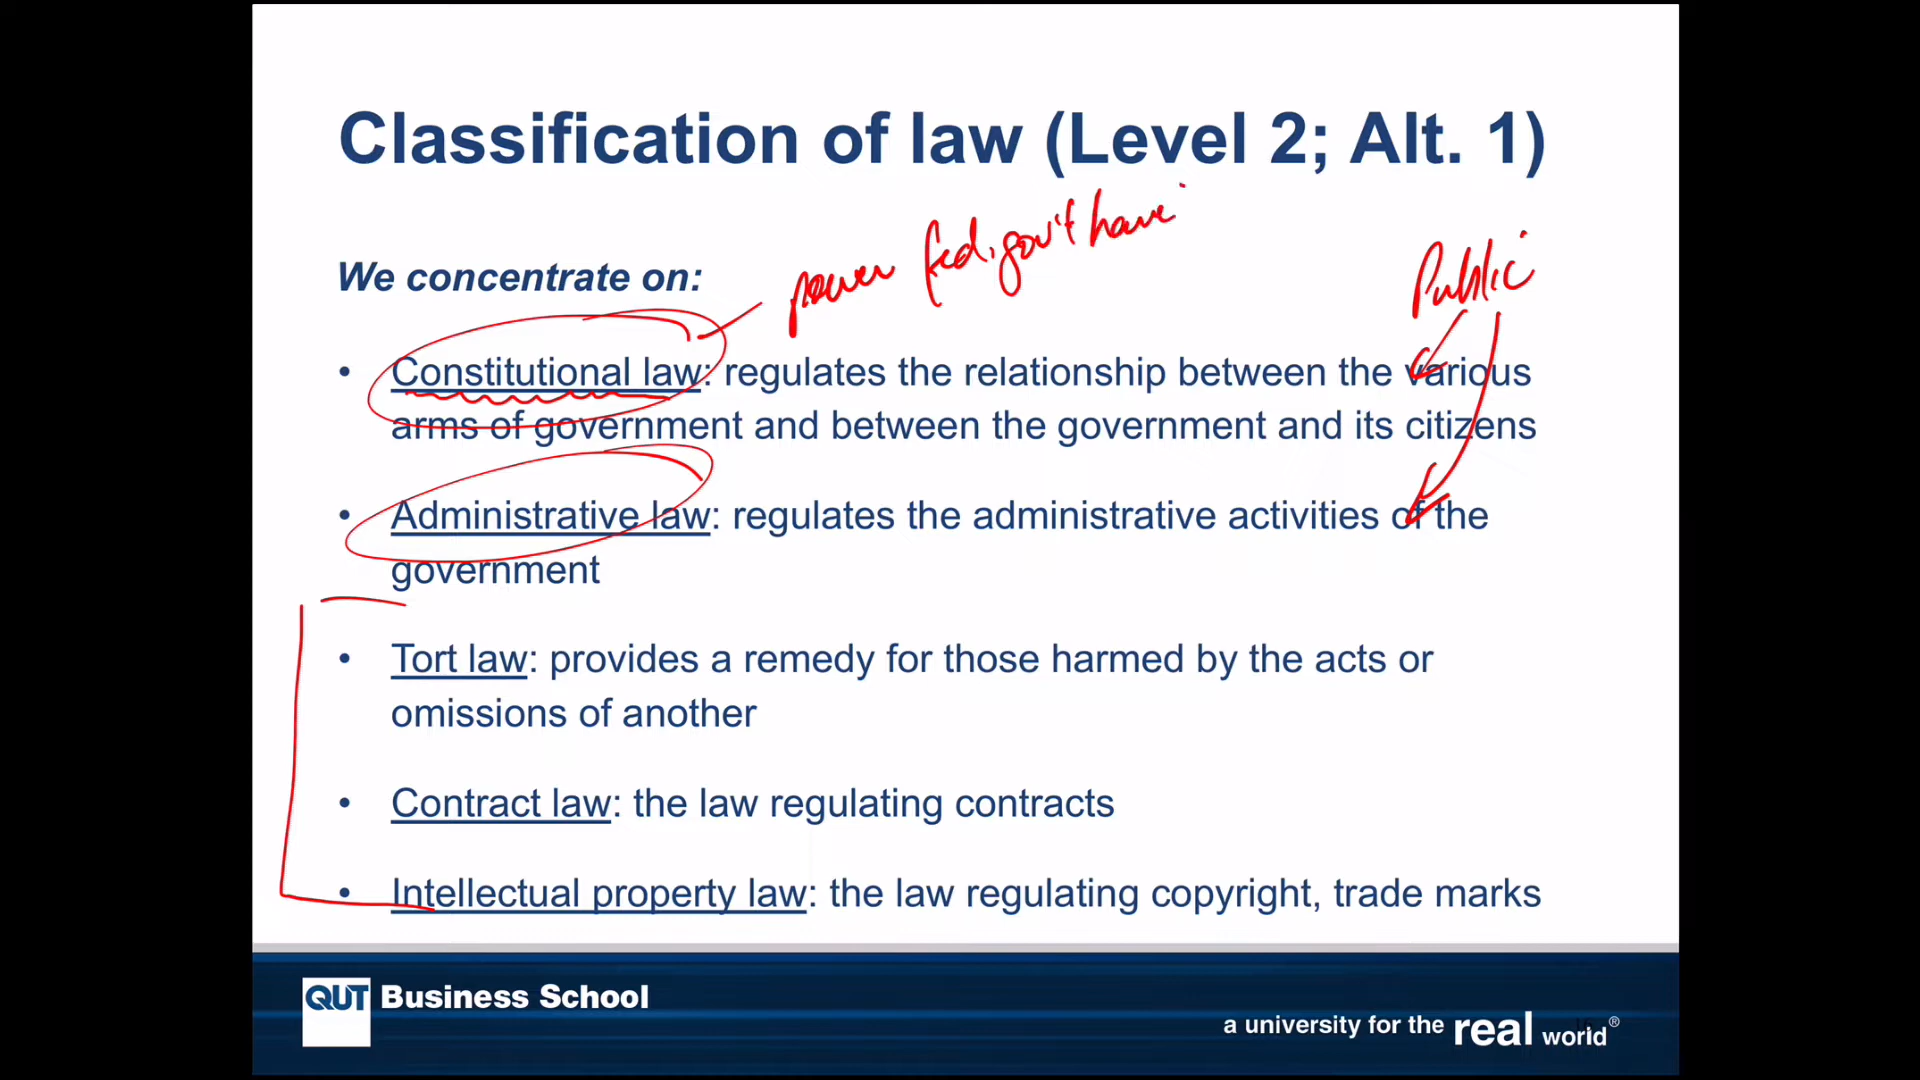 Classification of law (Level 2; Alt. 1)
power fed. gov't have
Public
We concentrate on:
• Constitutional law: regulates the relationship between the various
arms of government and between the government and its citizens
• Administrative law: regulates the administrative activities of the
government
• Tort law: provides a remedy for those harmed by the acts or
omissions of another
• Contract law: the law regulating contracts
• Intellectual property law: the law regulating copyright, trade marks
QUT Business School
a university for the real world®